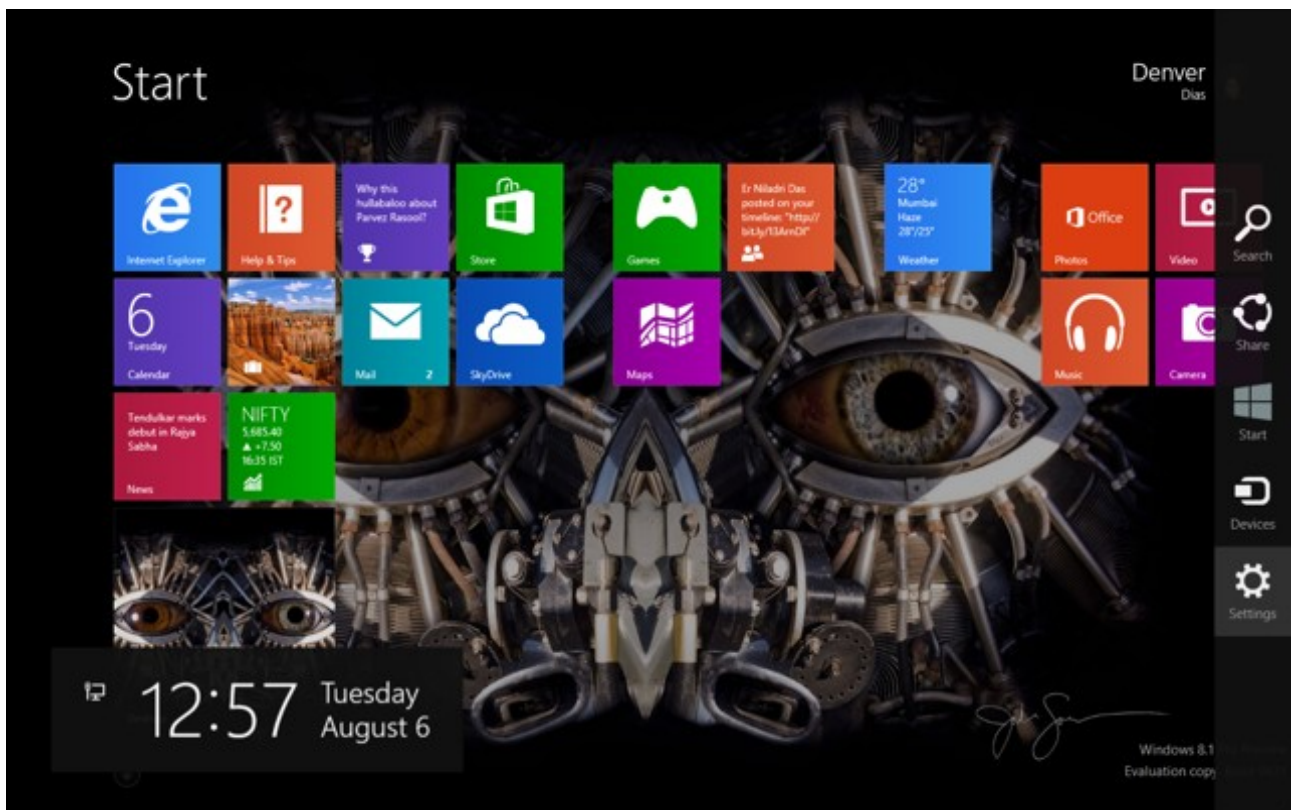 Start
Denver
Dias
Internet Explorer
Help & Tips
Why this
hullabaloo about
Parvez Rasool?
Store
Games
Er Niladri Das
posted on your
timeline: "http://
bit.ly/13ArnDI"
28°
Mumbai
Haze
28°/25°
Weather
Office
Photos
Video
Search
6
Tuesday
Calendar
Mail 2
SkyDrive
Maps
Music
Camera
Share
Tendulkar marks
debut in Rajya
Sabha
News
NIFTY
5,685.40
▲ +7.50
16:35 IST
Start
Devices
Settings
12:57
Tuesday
August 6
Windows 8.1
Evaluation copy